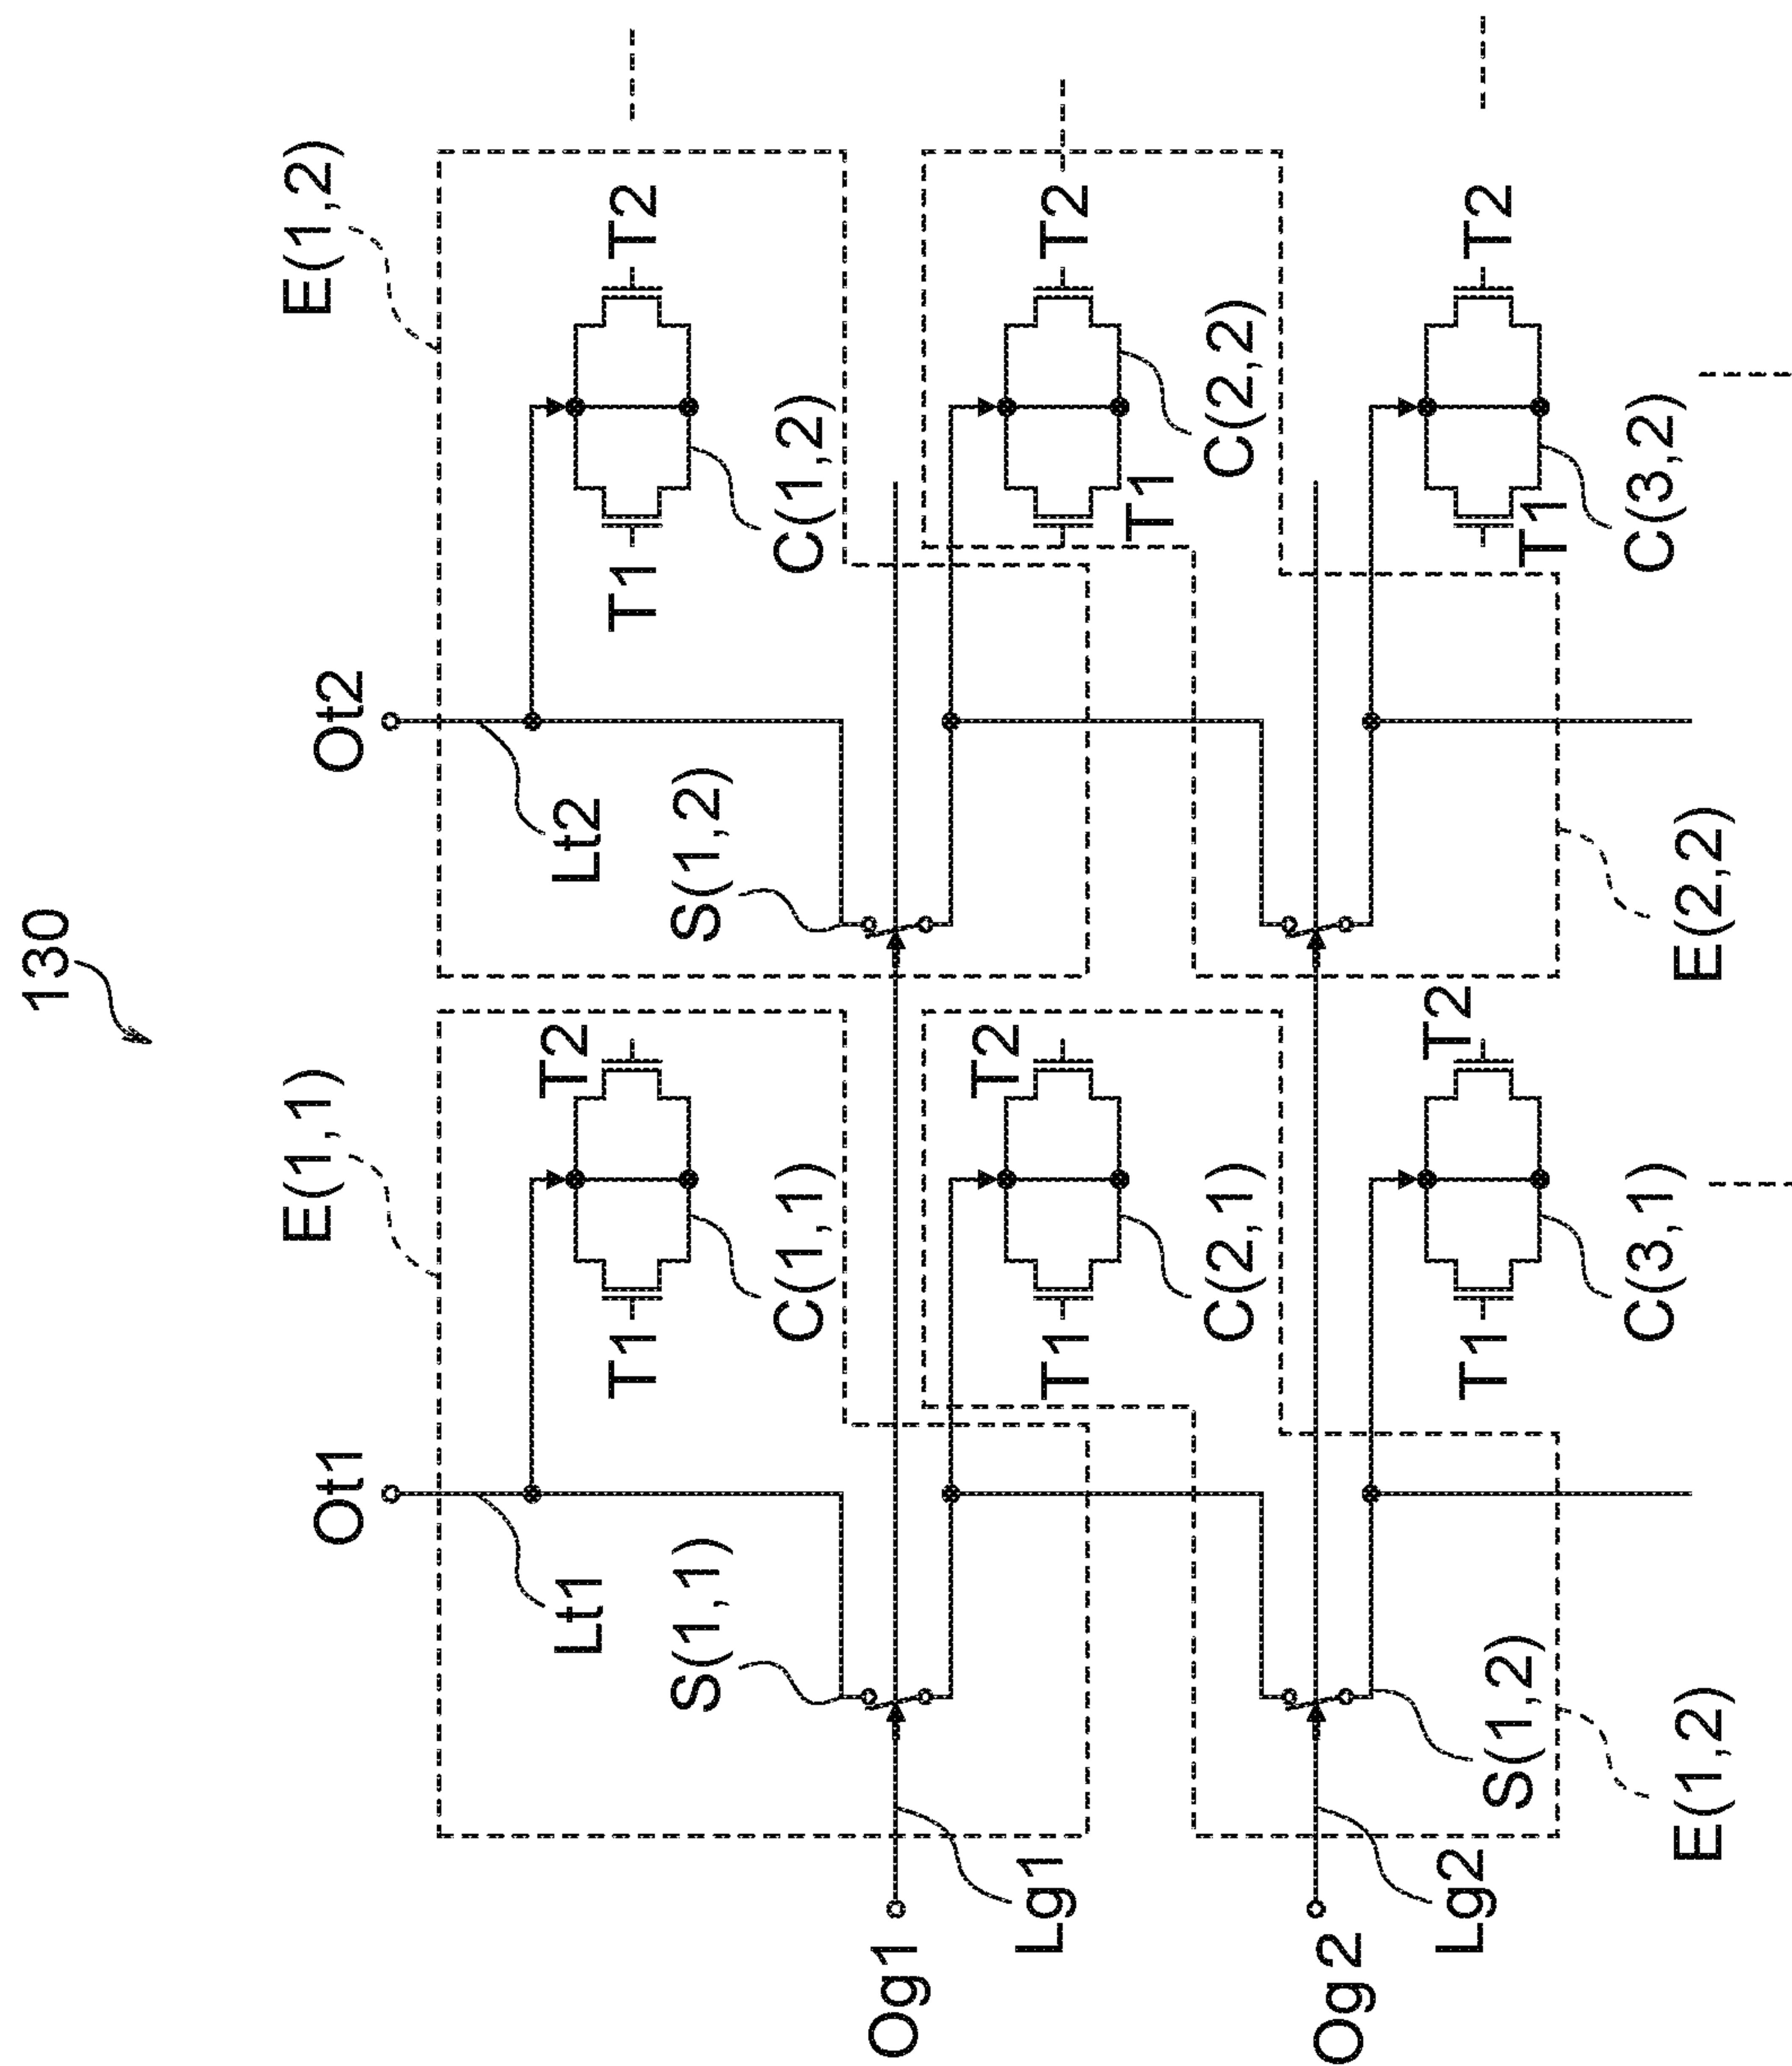 130
E(1,1)
E(1,2)
Ot1
Ot2
Lt1
Lt2
T1
T2
T1
T2
C(1,1)
C(1,2)
S(1,1)
S(1,2)
Og1
Lg1
T1
T2
T1
T2
C(2,1)
C(2,2)
Og2
Lg2
S(1,2)
T1
T2
T1
T2
C(3,1)
C(3,2)
E(1,2)
E(2,2)